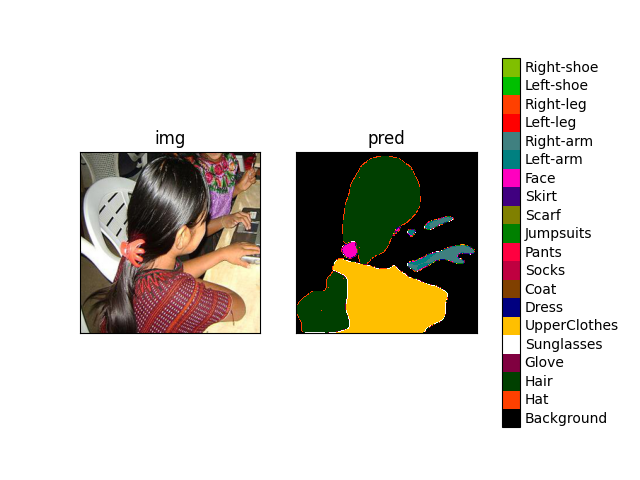 img
pred
Right-shoe
Left-shoe
Right-leg
Left-leg
Right-arm
Left-arm
Face
Skirt
Scarf
Jumpsuits
Pants
Socks
Coat
Dress
UpperClothes
Sunglasses
Glove
Hair
Hat
Background